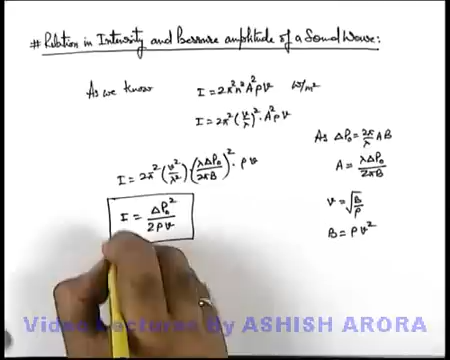 # Relation in Intensity and Pressure amplitude of a Sound Wave:
As we know I = 2π²n²A²ρv W/m²
I = 2π²(v/λ)²·A²ρv
As ΔP₀ = 2π/λ AB
A = λΔP₀/2πB
I = 2π²(v²/λ²)·(λΔP₀/2πB)²·ρv
v = √(B/ρ)
I = ΔP₀²/2ρv
B = ρv²
Video Lectures By ASHISH ARORA